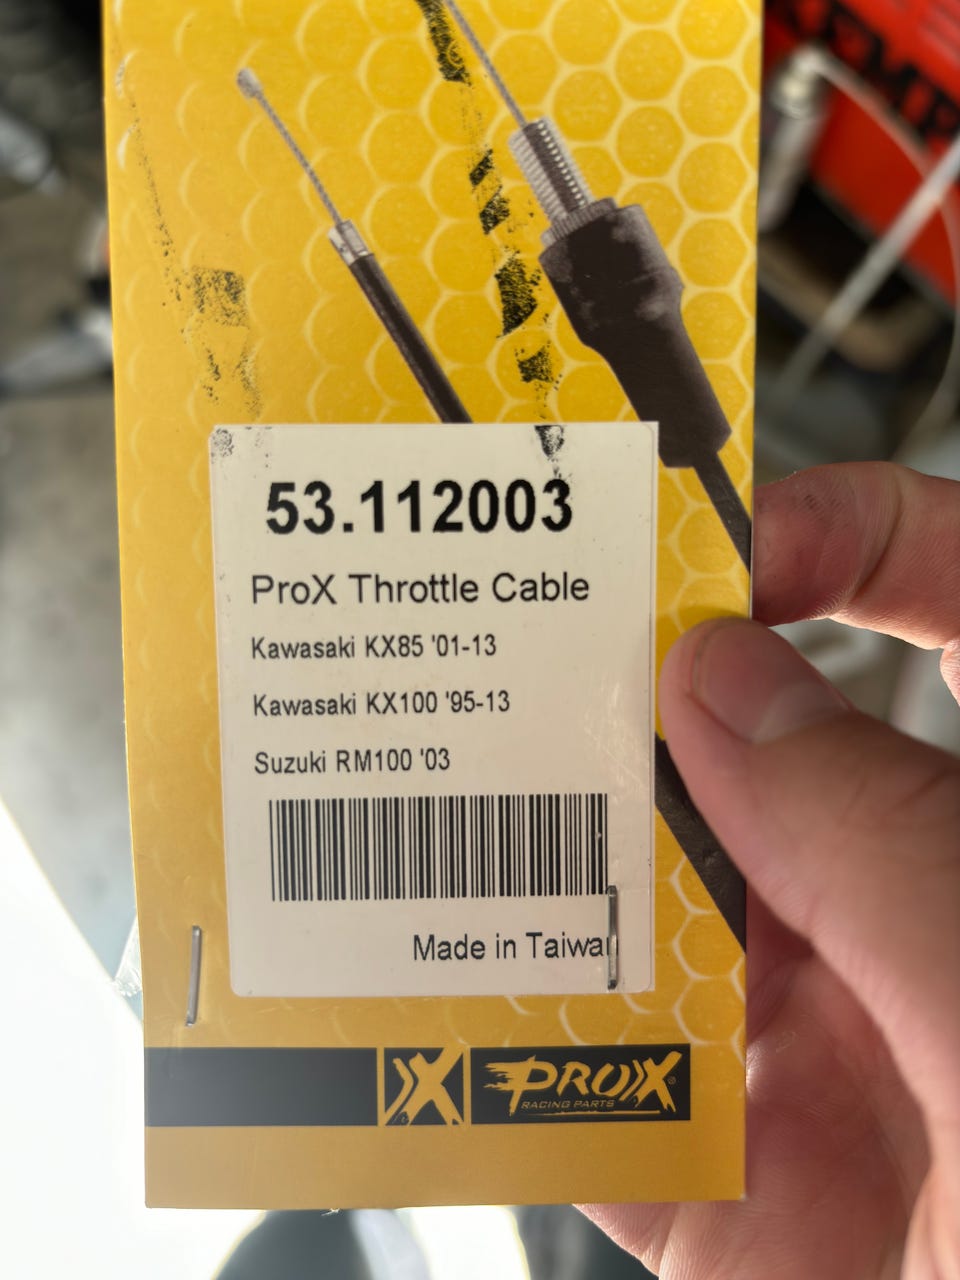 53.112003
ProX Throttle Cable
Kawasaki KX85 '01-13
Kawasaki KX100 '95-13
Suzuki RM100 '03
Made in Taiwan
PROX
RACING PARTS